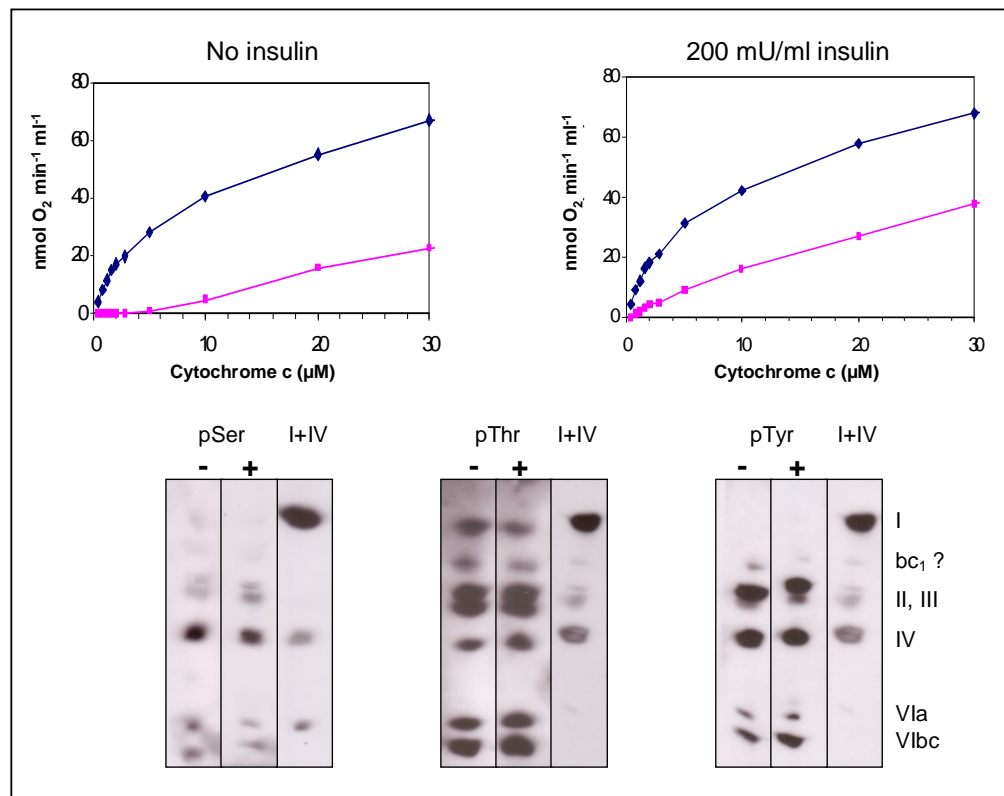 No insulin
80
60
40
20
0
0 10 20 30
nmol O₂ min⁻¹ ml⁻¹
Cytochrome c (µM)
200 mU/ml insulin
80
60
40
20
0
0 10 20 30
nmol O₂ min⁻¹ ml⁻¹
Cytochrome c (µM)
pSer I+IV
- +
pThr I+IV
- +
pTyr I+IV
- +
I
bc₁ ?
II, III
IV
VIa
VIbc